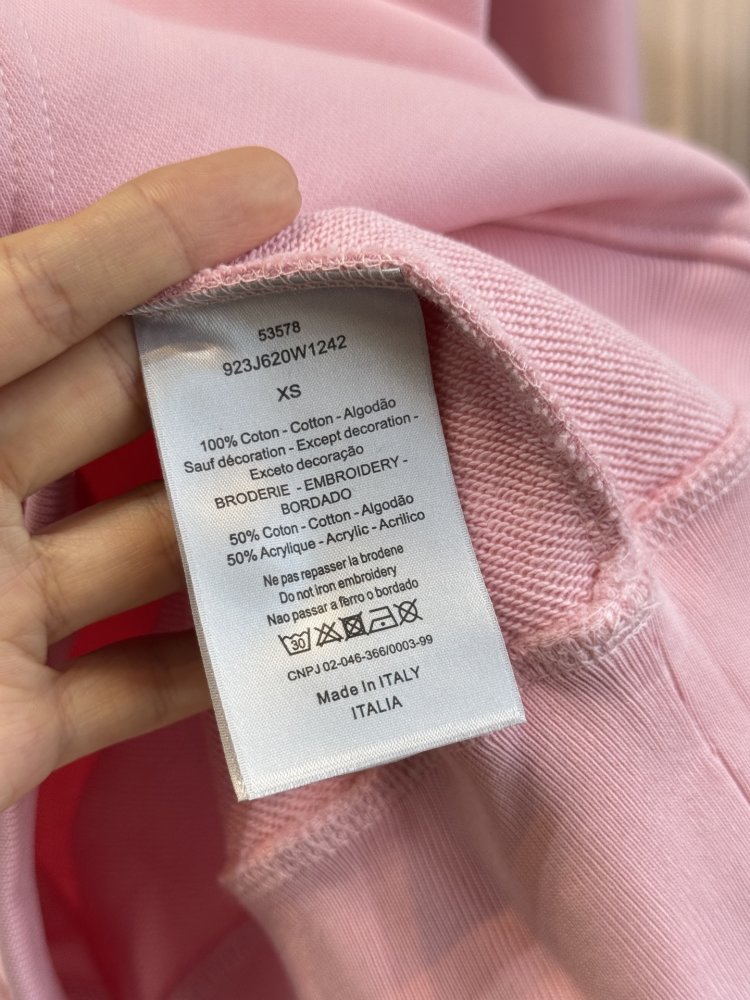 53578
923J620W1242
XS
100% Coton - Cotton - Algodão
Sauf décoration - Except decoration -
Exceto decoração
BRODERIE - EMBROIDERY -
BORDADO
50% Coton - Cotton - Algodão
50% Acrylique - Acrylic - Acrílico
Ne pas repasser la brodene
Do not iron embroidery
Nao passar a ferro o bordado
30
CNPJ 02-046-366/0003-99
Made In ITALY
ITALIA